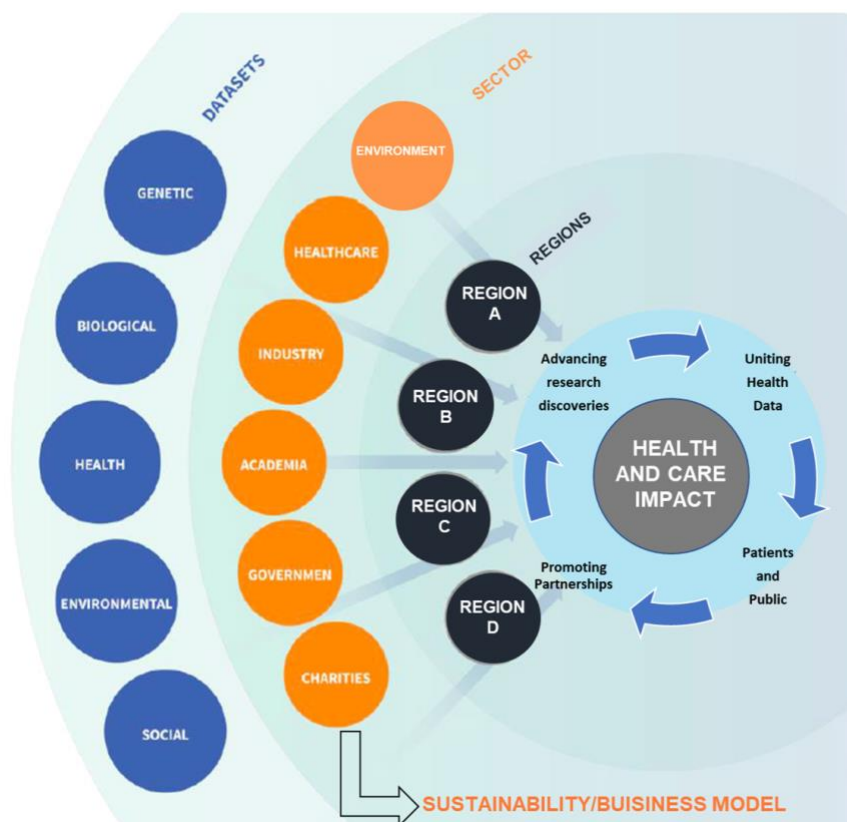 DATASETS
GENETIC
BIOLOGICAL
HEALTH
ENVIRONMENTAL
SOCIAL
SECTOR
ENVIRONMENT
HEALTHCARE
INDUSTRY
ACADEMIA
GOVERNMEN
CHARITIES
REGIONS
REGION
A
REGION
B
REGION
C
REGION
D
Advancing
research
discoveries
Uniting
Health
Data
Patients
and
Public
Promoting
Partnerships
HEALTH
AND CARE
IMPACT
SUSTAINABILITY/BUISINESS MODEL